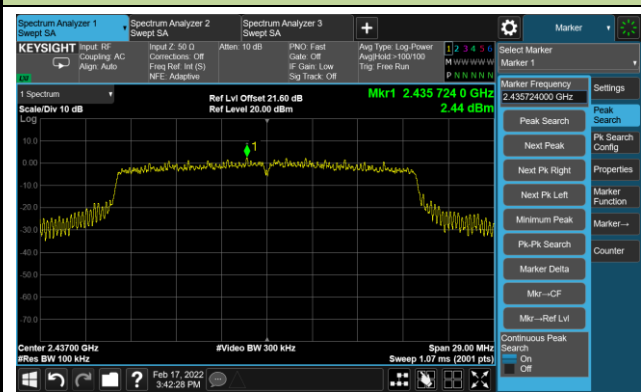 Spectrum Analyzer 1
Swept SA
Spectrum Analyzer 2
Swept SA
Spectrum Analyzer 3
Swept SA
+
Marker
KEYSIGHT
Input: RF
Coupling: AC
Align: Auto
Input Z: 50 Ω
Corrections: Off
Freq Ref: Int (S)
NFE: Adaptive
Atten: 10 dB
PNO: Fast
Gate: Off
IF Gain: Low
Sig Track: Off
Avg Type: Log-Power
Avg|Hold >100/100
Trig: Free Run
1 2 3 4 5 6
M W W W W W
P N N N N N
Select Marker
Marker 1
1 Spectrum
Scale/Div 10 dB
Log
Ref Lvl Offset 21.60 dB
Ref Level 20.00 dBm
Mkr1 2.435 724 0 GHz
2.44 dBm
10.0
0.00
-10.0
-20.0
-30.0
-40.0
-50.0
-60.0
-70.0
1
Center 2.43700 GHz
#Res BW 100 kHz
#Video BW 300 kHz
Span 29.00 MHz
Sweep 1.07 ms (2001 pts)
Marker Frequency
2.435724000 GHz
Peak Search
Next Peak
Next Pk Right
Next Pk Left
Minimum Peak
Pk-Pk Search
Marker Delta
Mkr→CF
Mkr→Ref Lvl
Continuous Peak
Search
On
Off
Settings
Peak
Search
Pk Search
Config
Properties
Marker
Function
Marker→
Counter
?
Feb 17, 2022
3:42:28 PM